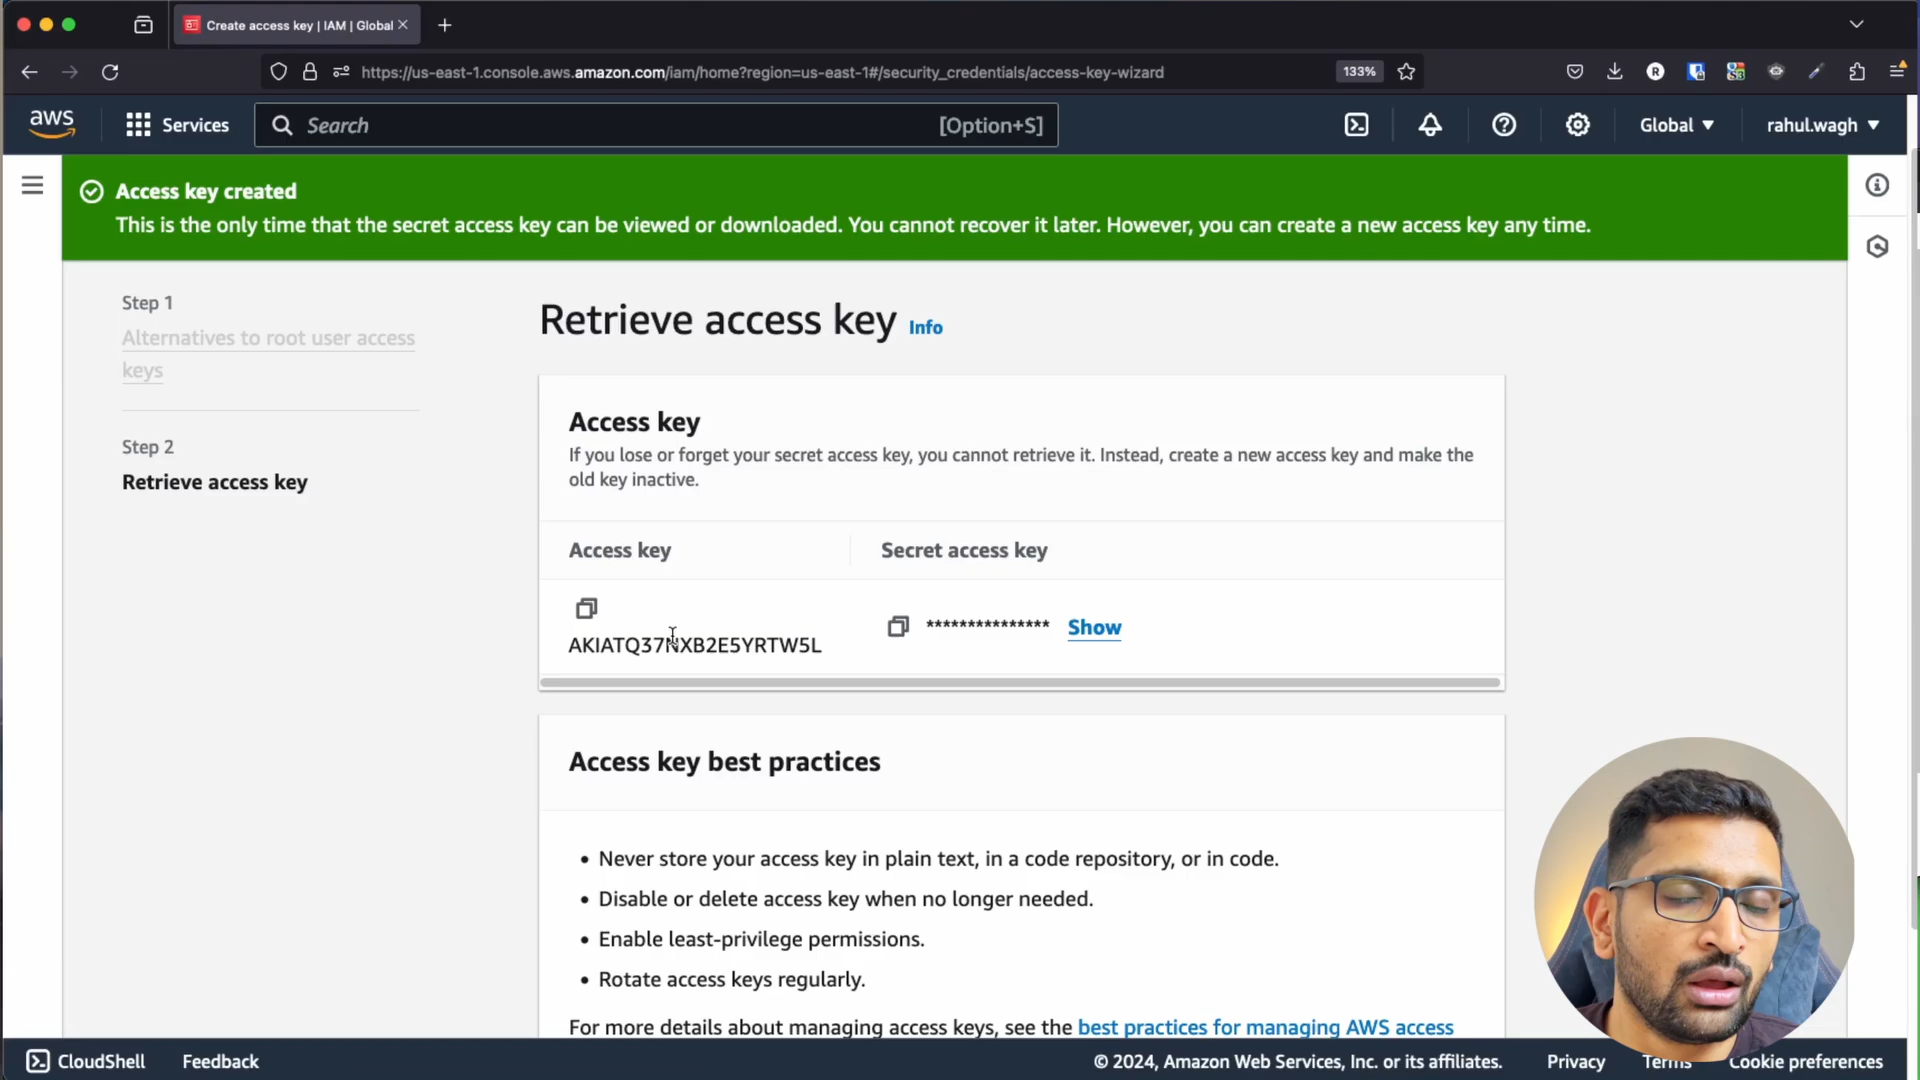 Create access key | IAM | Global
https://us-east-1.console.aws.amazon.com/iam/home?region=us-east-1#/security_credentials/access-key-wizard
133%
R
aws
Services
Search
[Option+S]
Global
rahul.wagh
Access key created
This is the only time that the secret access key can be viewed or downloaded. You cannot recover it later. However, you can create a new access key any time.
Step 1
Alternatives to root user access
keys
Step 2
Retrieve access key
Retrieve access key Info
Access key
If you lose or forget your secret access key, you cannot retrieve it. Instead, create a new access key and make the
old key inactive.
Access key
Secret access key
AKIATQ37NXB2E5YRTW5L
*************** Show
Access key best practices
• Never store your access key in plain text, in a code repository, or in code.
• Disable or delete access key when no longer needed.
• Enable least-privilege permissions.
• Rotate access keys regularly.
For more details about managing access keys, see the best practices for managing AWS access
CloudShell
Feedback
© 2024, Amazon Web Services, Inc. or its affiliates.
Privacy
Terms
Cookie preferences